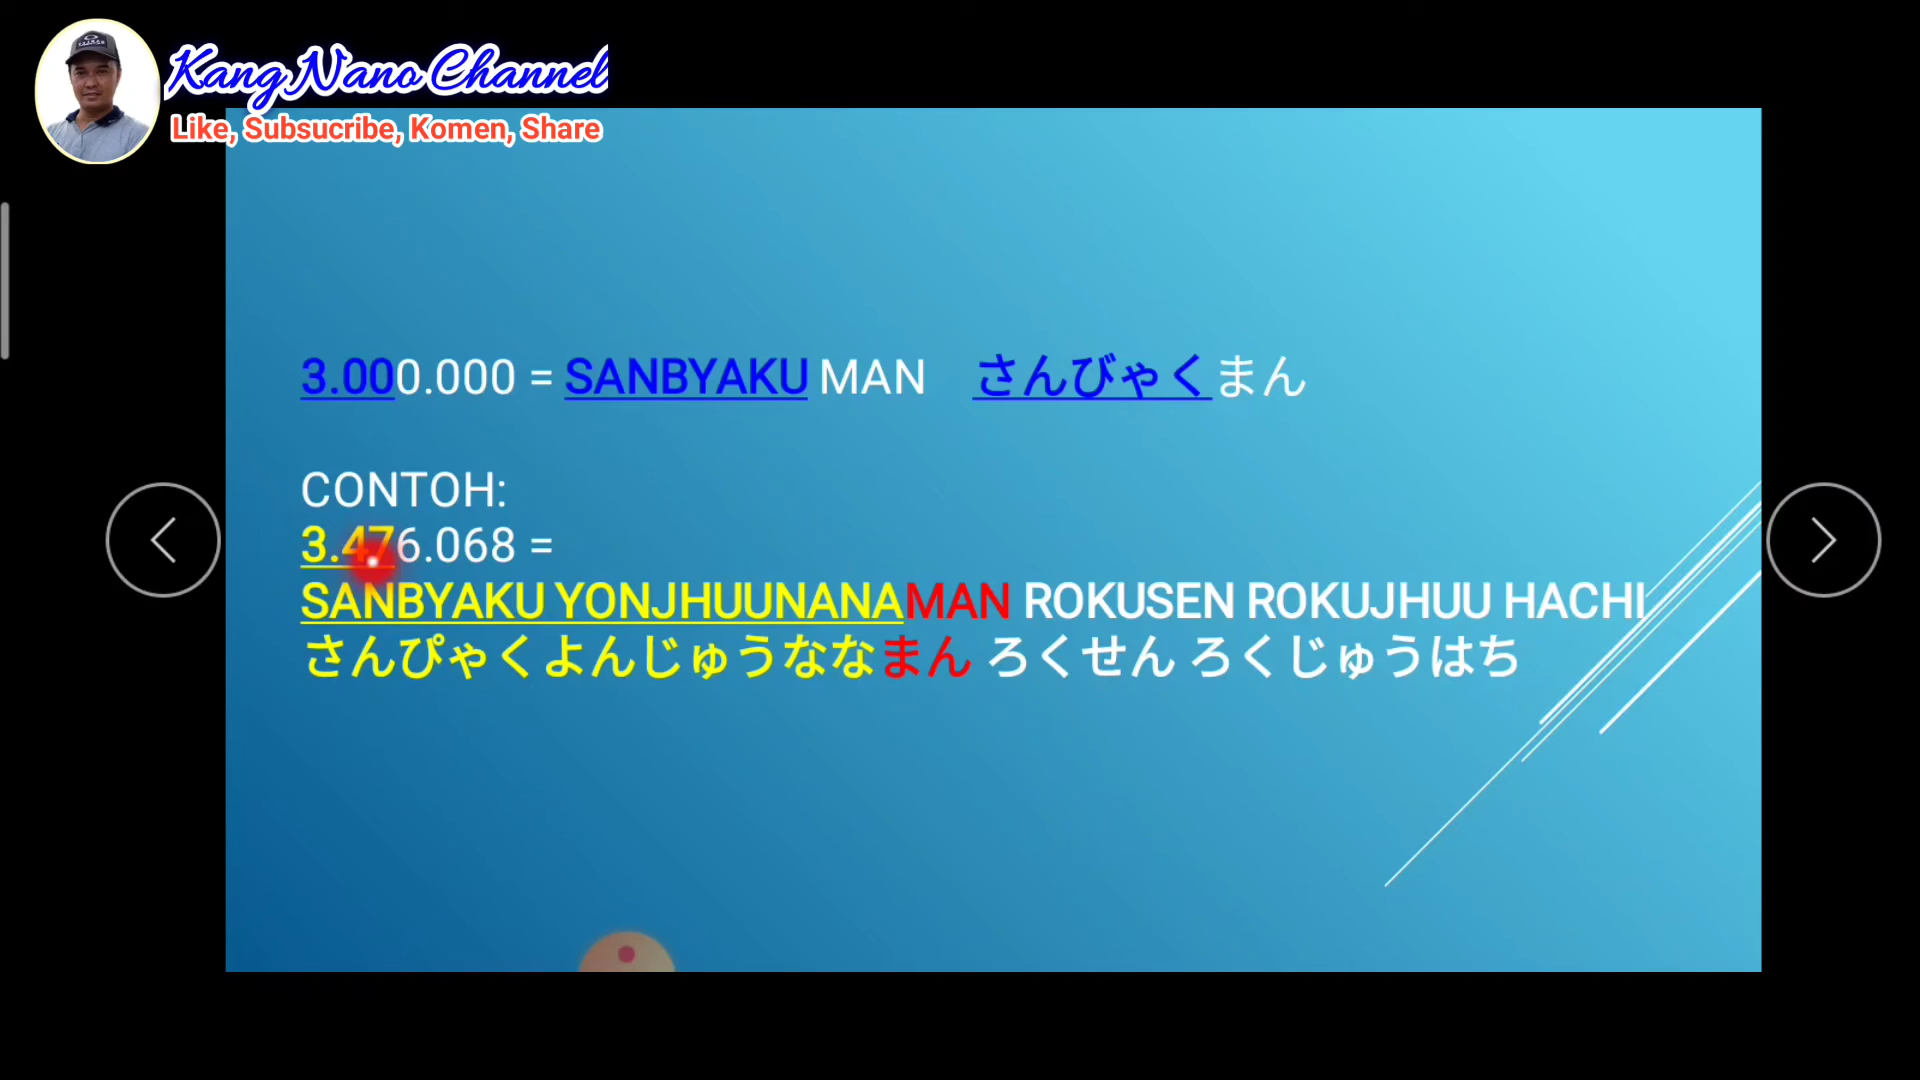 Kang Nano Channel
Like, Subsucribe, Komen, Share
3.000.000 = SANBYAKU MAN さんびゃくまん
CONTOH:
3.476.068 =
SANBYAKU YONJHUUNANAMAN ROKUSEN ROKUJHUU HACHI
さんぴゃくよんじゅうななまん ろくせん ろくじゅうはち